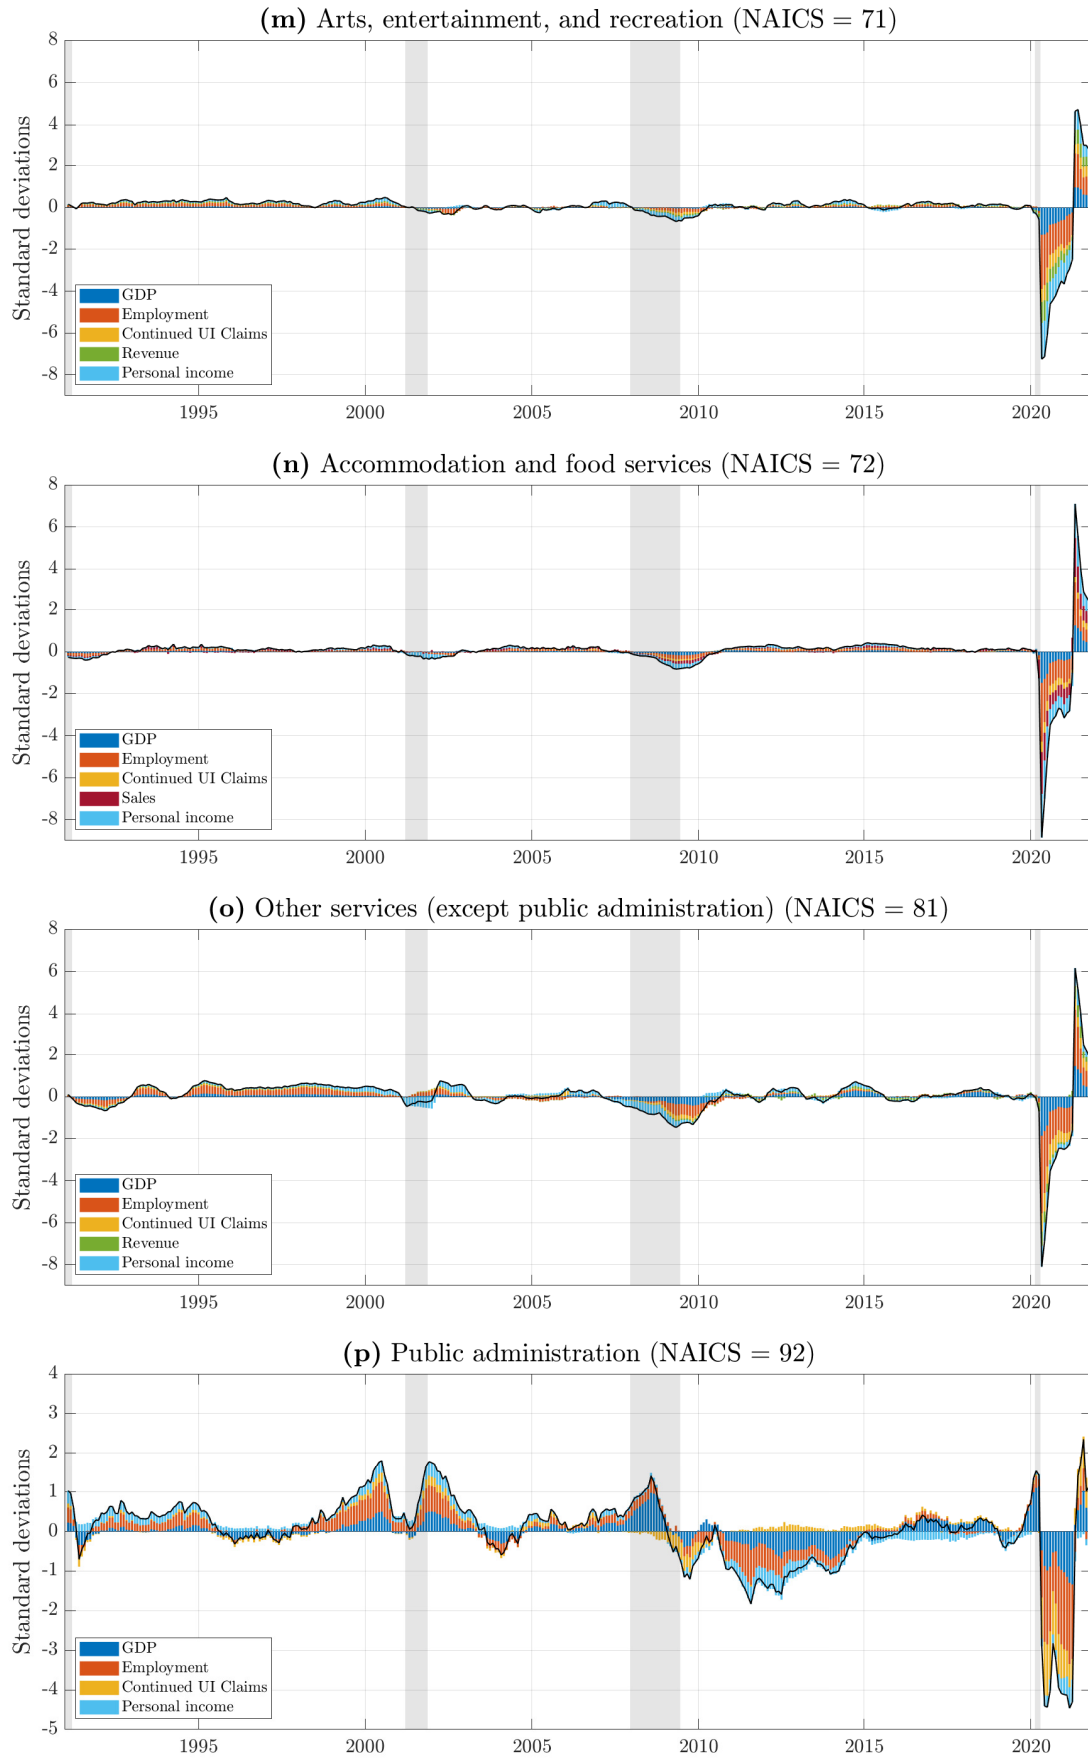 (m) Arts, entertainment, and recreation (NAICS = 71)
8
6
4
2
0
-2
-4
-6
-8
Standard deviations
GDP
Employment
Continued UI Claims
Revenue
Personal income
1995 2000 2005 2010 2015 2020
(n) Accommodation and food services (NAICS = 72)
8
6
4
2
0
-2
-4
-6
-8
Standard deviations
GDP
Employment
Continued UI Claims
Sales
Personal income
1995 2000 2005 2010 2015 2020
(o) Other services (except public administration) (NAICS = 81)
8
6
4
2
0
-2
-4
-6
-8
Standard deviations
GDP
Employment
Continued UI Claims
Revenue
Personal income
1995 2000 2005 2010 2015 2020
(p) Public administration (NAICS = 92)
4
3
2
1
0
-1
-2
-3
-4
-5
Standard deviations
GDP
Employment
Continued UI Claims
Personal income
1995 2000 2005 2010 2015 2020